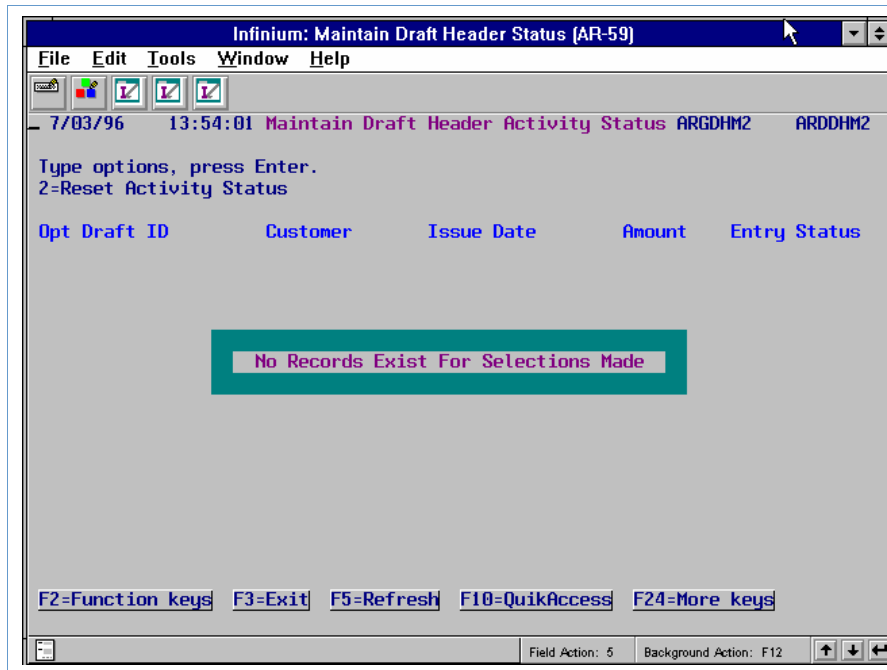 Infinium: Maintain Draft Header Status (AR-59)
File Edit Tools Window Help
7/03/96 13:54:01 Maintain Draft Header Activity Status ARGDHM2 ARDDHM2
Type options, press Enter.
2=Reset Activity Status
Opt Draft ID Customer Issue Date Amount Entry Status
No Records Exist For Selections Made
F2=Function keys F3=Exit F5=Refresh F10=QuikAccess F24=More keys
Field Action: 5 Background Action: F12